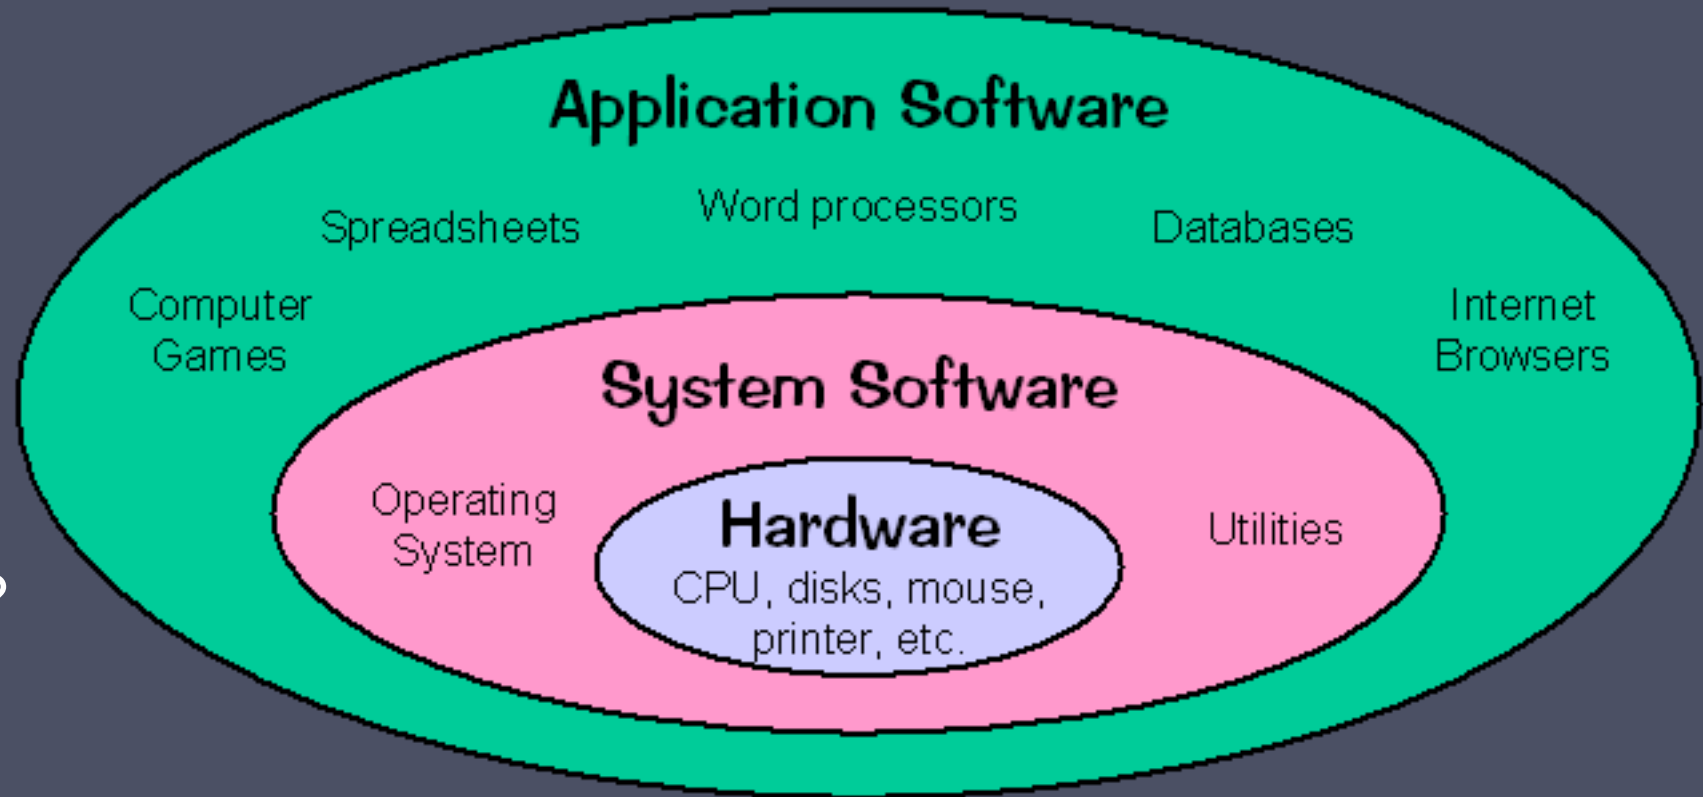 Application Software
Word processors
Spreadsheets
Databases
Computer
Games
Internet
Browsers
System Software
Operating
System
Utilities
Hardware
CPU, disks, mouse,
printer, etc.